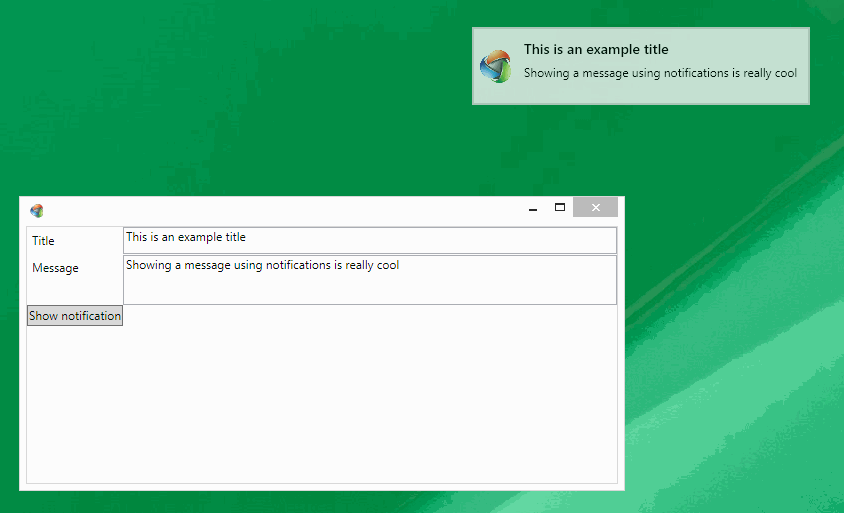 This is an example title
Showing a message using notifications is really cool
Title
This is an example title
Message
Showing a message using notifications is really cool
Show notification